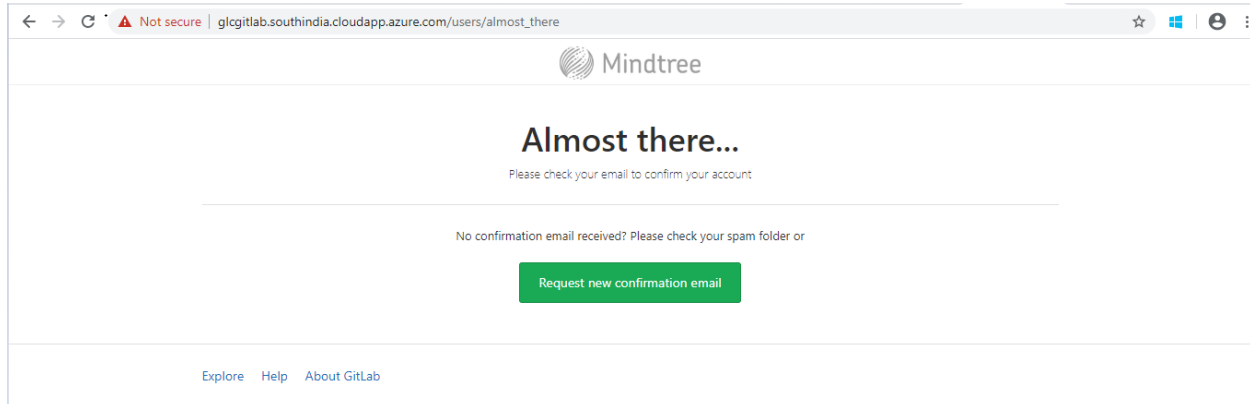 Not secure | glcgitlab.southindia.cloudapp.azure.com/users/almost_there
Mindtree
Almost there...
Please check your email to confirm your account
No confirmation email received? Please check your spam folder or
Request new confirmation email
Explore Help About GitLab